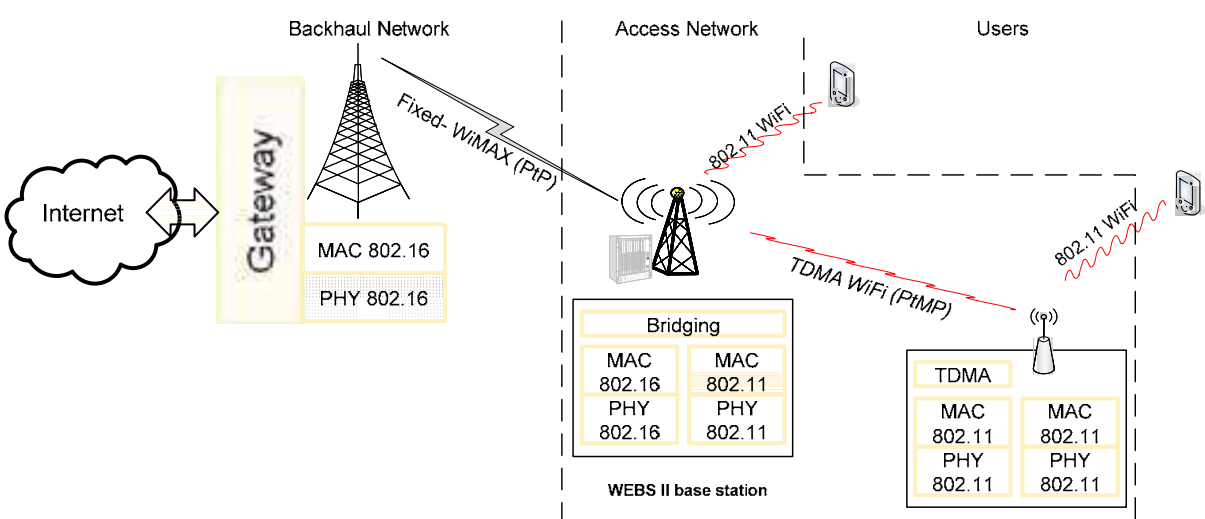 Backhaul Network
Access Network
Users
Internet
Gateway
MAC 802.16
PHY 802.16
Fixed- WiMAX (PtP)
802.11 WiFi
TDMA WiFi (PtMP)
802.11 WiFi
Bridging
MAC
802.16
PHY
802.16
MAC
802.11
PHY
802.11
WEBS II base station
TDMA
MAC
802.11
PHY
802.11
MAC
802.11
PHY
802.11